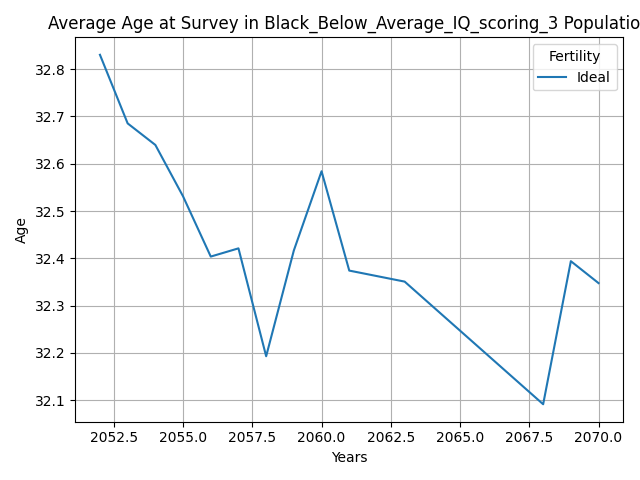 Average Age at Survey in Black_Below_Average_IQ_scoring_3 Populatio
Fertility
Ideal
32.8
32.7
32.6
32.5
32.4
32.3
32.2
32.1
Age
2052.5 2055.0 2057.5 2060.0 2062.5 2065.0 2067.5 2070.0
Years